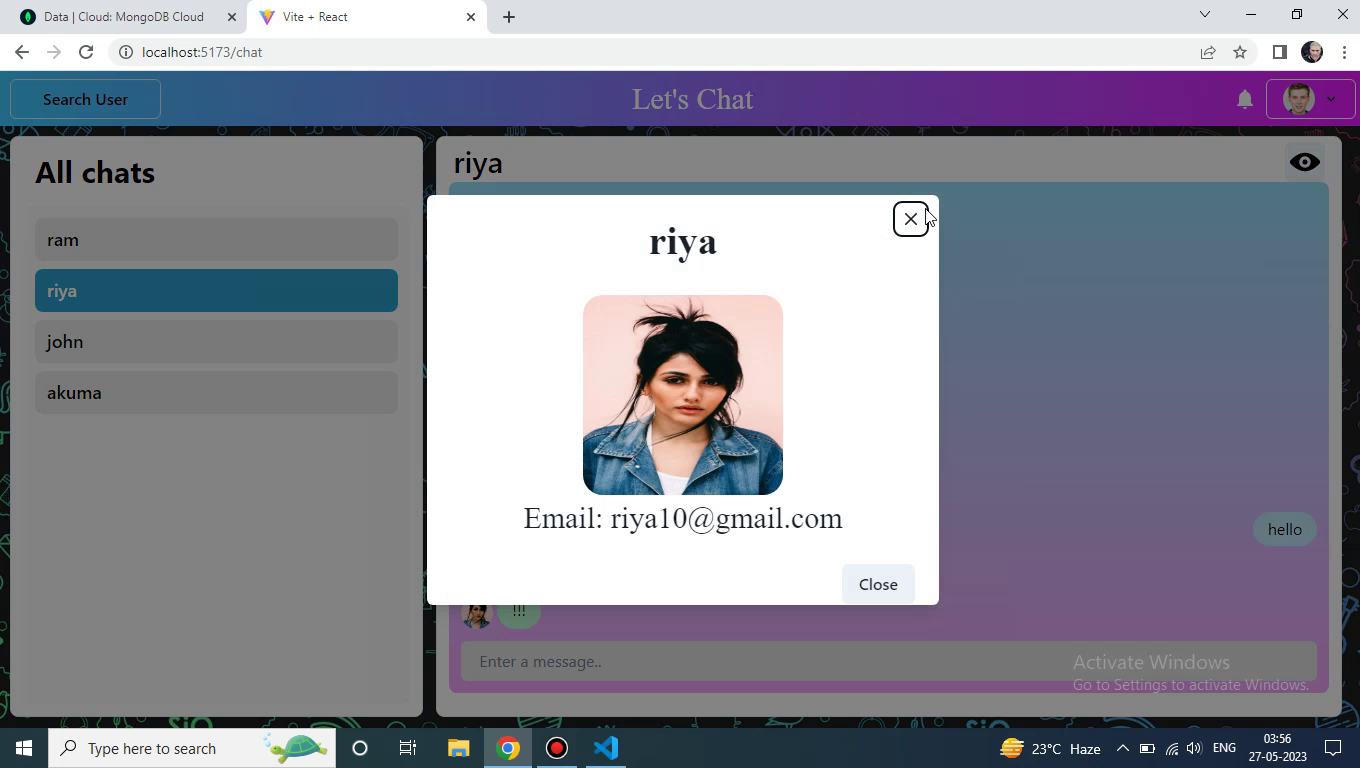 Data | Cloud: MongoDB Cloud
Vite + React
localhost:5173/chat
Search User
Let's Chat
All chats
riya
ram
riya
john
akuma
riya
Email: riya10@gmail.com
Close
hello
!!!
Enter a message..
Activate Windows
Go to Settings to activate Windows.
Type here to search
23°C Haze
ENG
03:56
27-05-2023